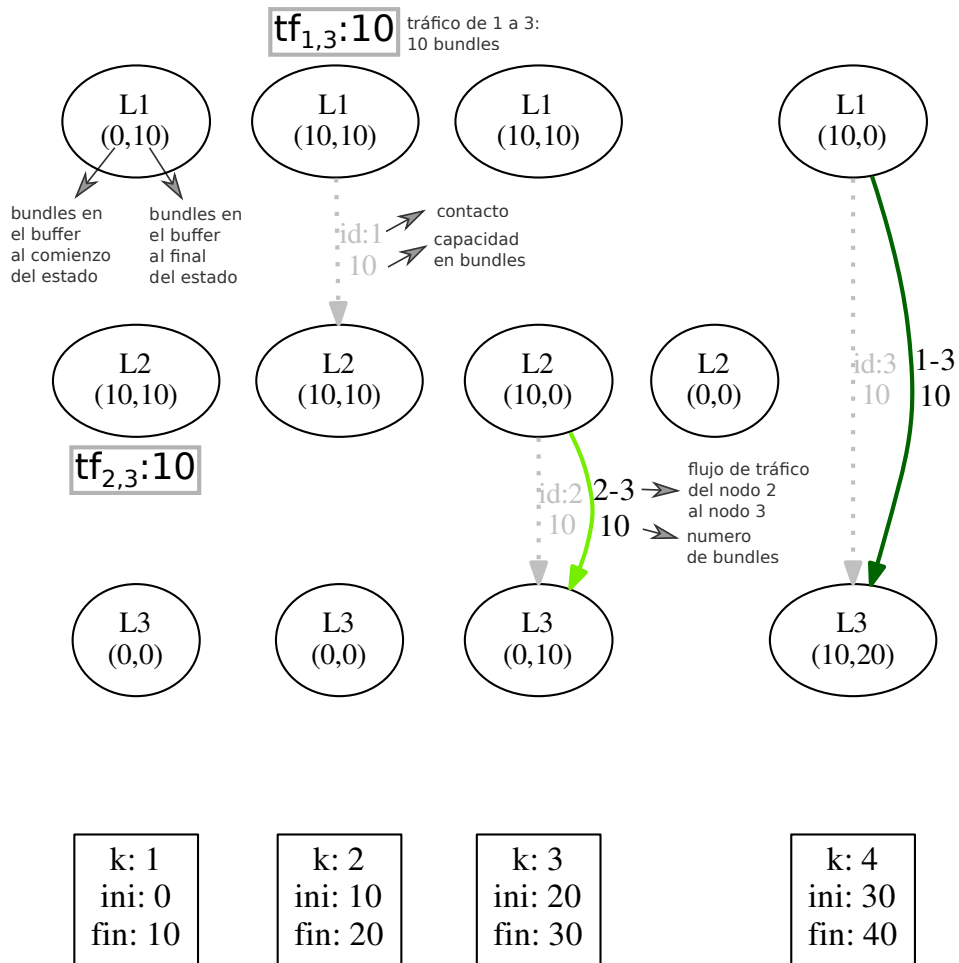 tf1,3:10
tráfico de 1 a 3:
10 bundles
L1
(0,10)
L1
(10,10)
L1
(10,10)
L1
(10,0)
bundles en
el buffer
al comienzo
del estado
bundles en
el buffer
al final
del estado
id:1
10
contacto
capacidad
en bundles
L2
(10,10)
L2
(10,10)
L2
(10,0)
L2
(0,0)
id:3
10
1-3
10
tf2,3:10
id:2
10
2-3
10
flujo de tráfico
del nodo 2
al nodo 3
numero
de bundles
L3
(0,0)
L3
(0,0)
L3
(0,10)
L3
(10,20)
k: 1
ini: 0
fin: 10
k: 2
ini: 10
fin: 20
k: 3
ini: 20
fin: 30
k: 4
ini: 30
fin: 40